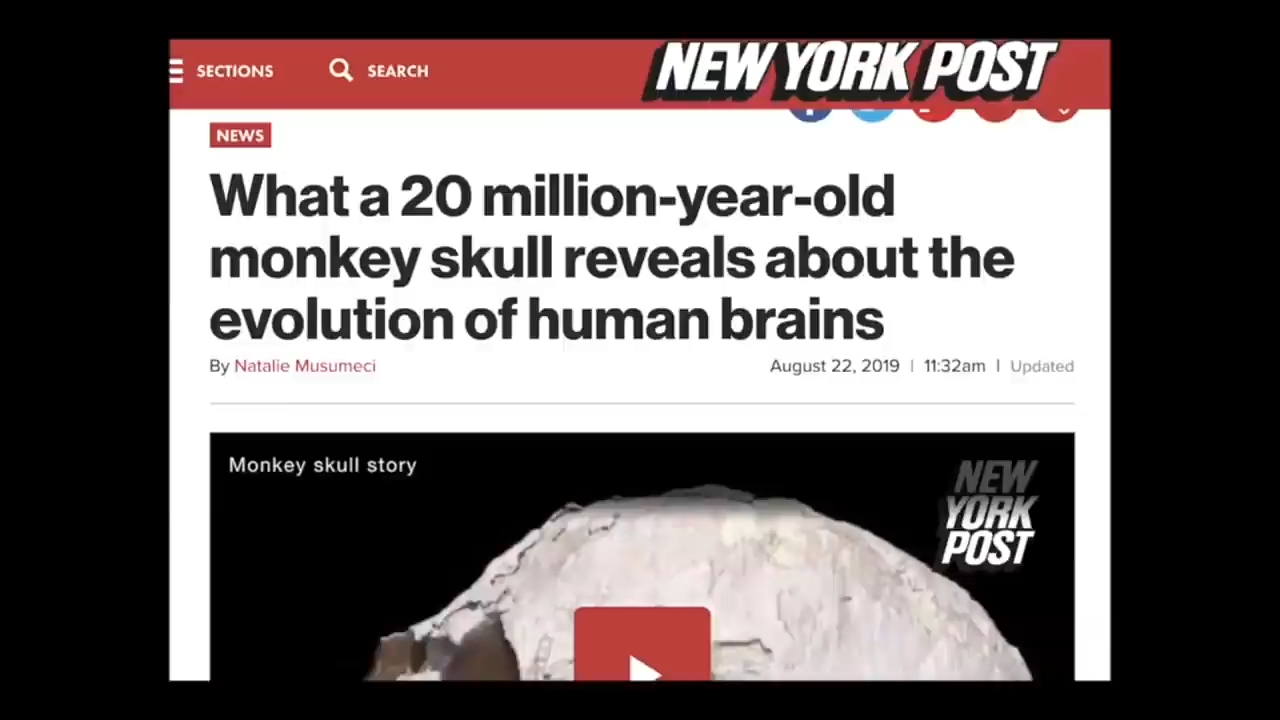 SECTIONS SEARCH NEW YORK POST
NEWS
What a 20 million-year-old
monkey skull reveals about the
evolution of human brains
By Natalie Musumeci August 22, 2019 | 11:32am | Updated
Monkey skull story
NEW
YORK
POST